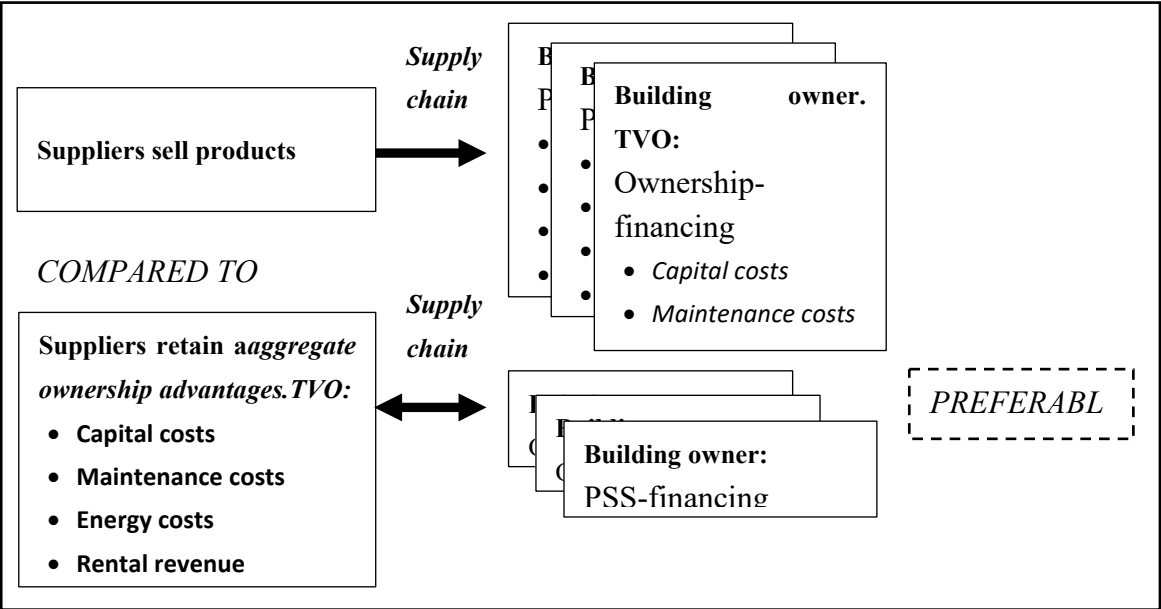 Supply
chain
Suppliers sell products
B
P
B
P
Building owner.
TVO:
Ownership-
financing
• Capital costs
• Maintenance costs
COMPARED TO
Supply
chain
Suppliers retain aaggregate
ownership advantages.TVO:
• Capital costs
• Maintenance costs
• Energy costs
• Rental revenue
Building owner:
PSS-financing
PREFERABL